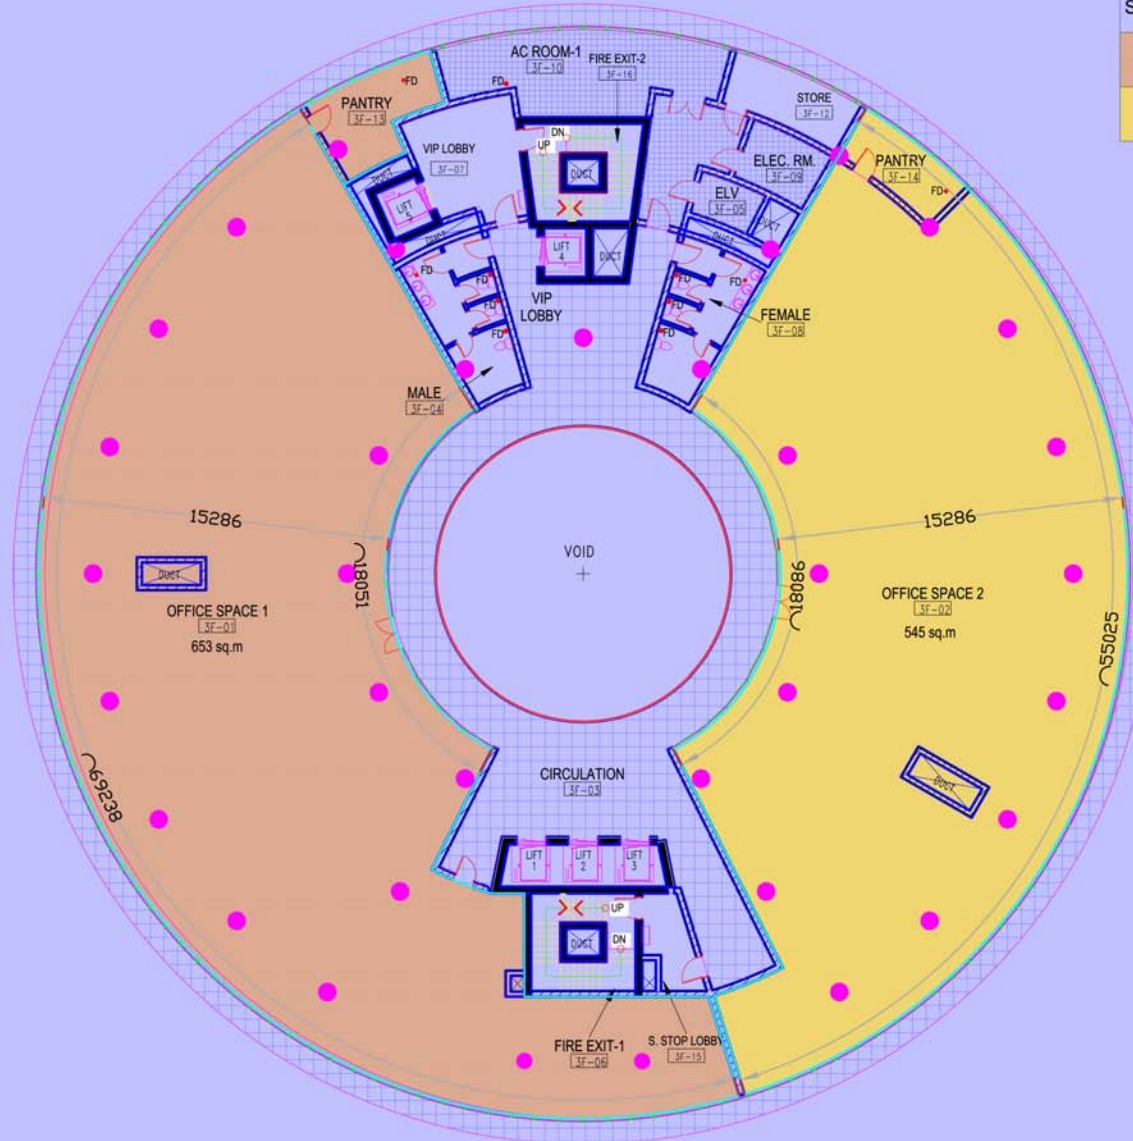 S
AC ROOM-1
3F-10
FIRE EXIT-2
3F-16
FD
FD
PANTRY
3F-13
STORE
3F-12
DN
UP
VIP LOBBY
3F-07
ELEC. RM.
3F-09
PANTRY
3F-14
FD
DUCT
DUCT
LIFT
5
ELV
3F-05
DUCT
DUCT
DUCT
LIFT
4
DUCT
FD
FD
FD
FD
FD
FD
FD
FD
VIP
LOBBY
FEMALE
3F-08
MALE
3F-04
15286
15286
VOID
18051
18086
DUCT
OFFICE SPACE 1
3F-01
653 sq.m
OFFICE SPACE 2
3F-02
545 sq.m
55025
69238
CIRCULATION
3F-03
DUCT
LIFT
1
LIFT
2
LIFT
3
UP
DN
DUCT
FIRE EXIT-1
3F-06
S. STOP LOBBY
3F-15